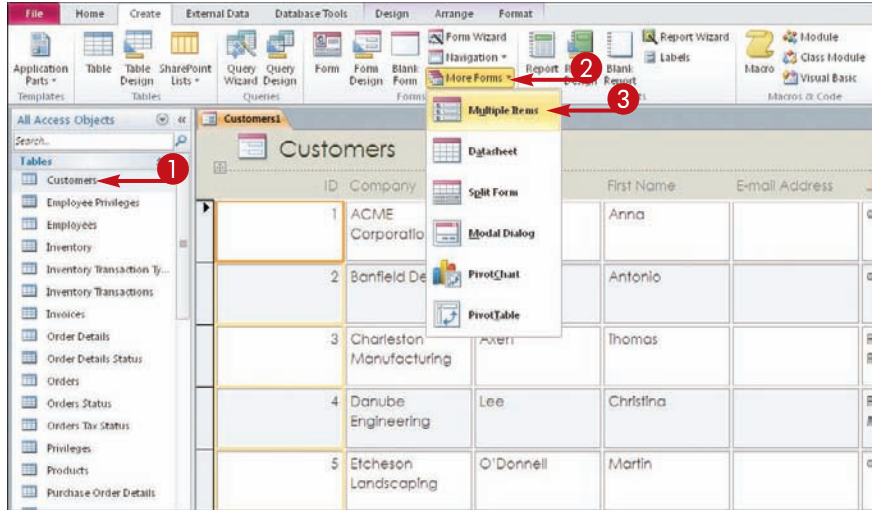 File Home Create External Data Database Tools Design Arrange Format
Application Parts
Table
Table Design
SharePoint Lists
Query Wizard
Query Design
Form
Form Design
Blank Form
Form Wizard
Navigation
More Forms
Report
Blank Report
Report Wizard
Labels
Macro
Module
Class Module
Visual Basic
Templates
Tables
Queries
Forms
Macros & Code
2
3
1
All Access Objects
Search..
Tables
Customers
Employee Privileges
Employees
Inventory
Inventory Transaction Ty...
Inventory Transactions
Invoices
Order Details
Order Details Status
Orders
Orders Status
Orders Tax Status
Privileges
Products
Purchase Order Details
Customers1
Customers
ID Company First Name E-mail Address
1 ACME Corporatio Anna
2 Banfield De Antonio
3 Charleston Manufacturing Axen Thomas
4 Danube Engineering Lee Christina
5 Etcheson Landscaping O'Donnell Martin
Multiple Items
Datasheet
Split Form
Modal Dialog
PivotChart
PivotTable